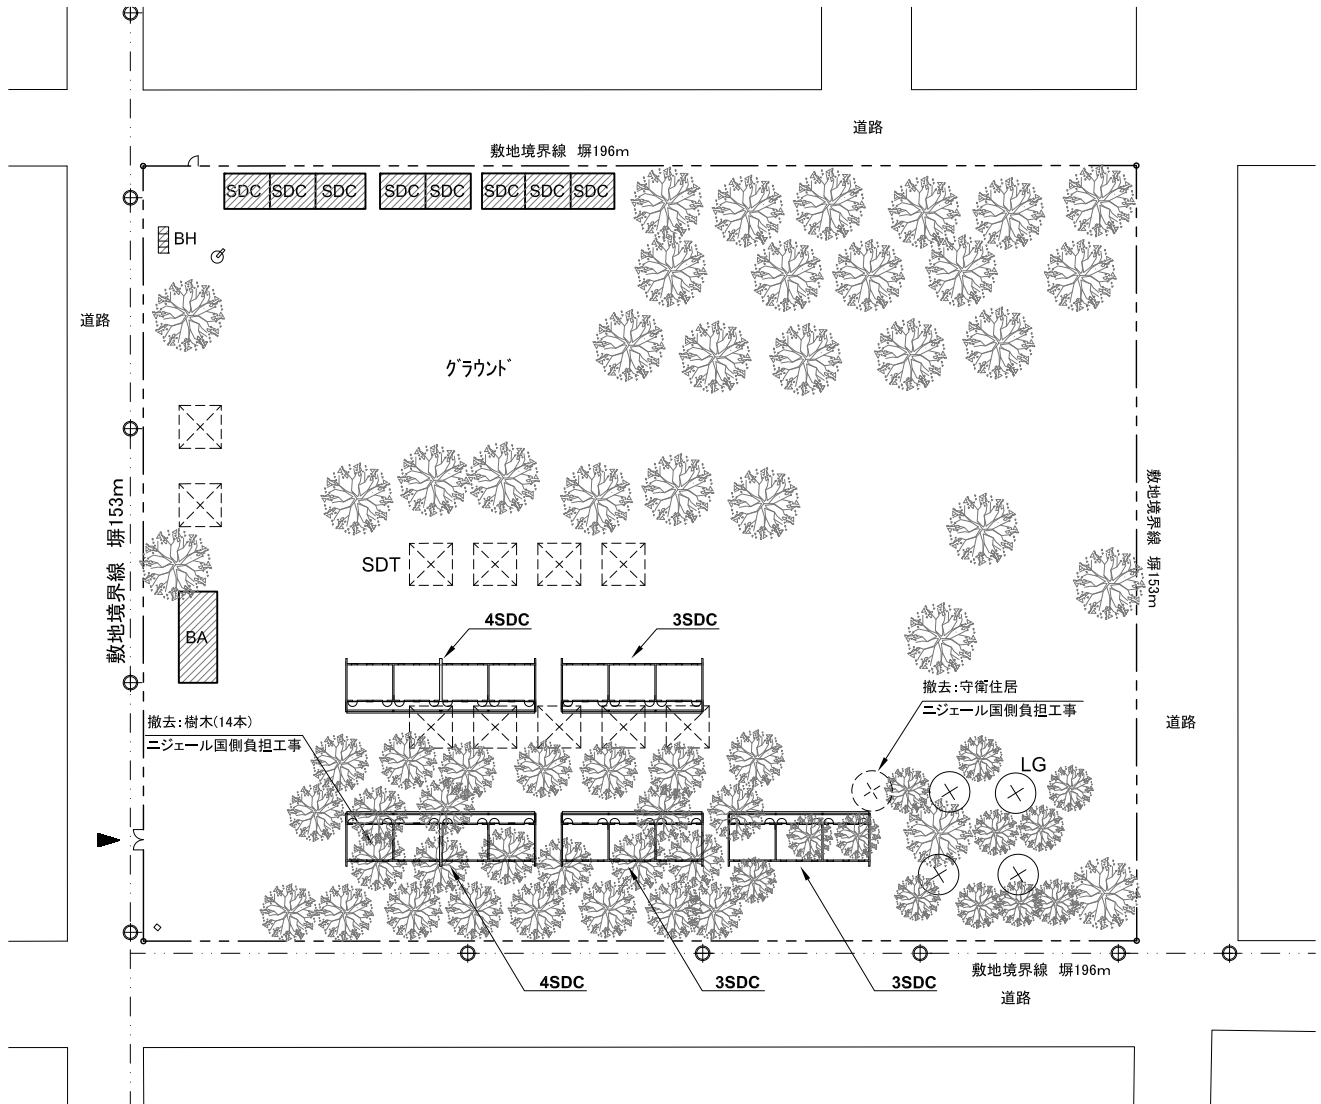 道路
敷地境界線 塀196m
SDC SDC SDC SDC SDC SDC SDC SDC
BH
道路
グラウンド
敷地境界線 塀153m
敷地境界線 塀153m
SDT
BA
4SDC
3SDC
撤去:守衛住居
ニジェール国側負担工事
撤去:樹木(14本)
ニジェール国側負担工事
道路
LG
4SDC
3SDC
3SDC
敷地境界線 塀196m
道路